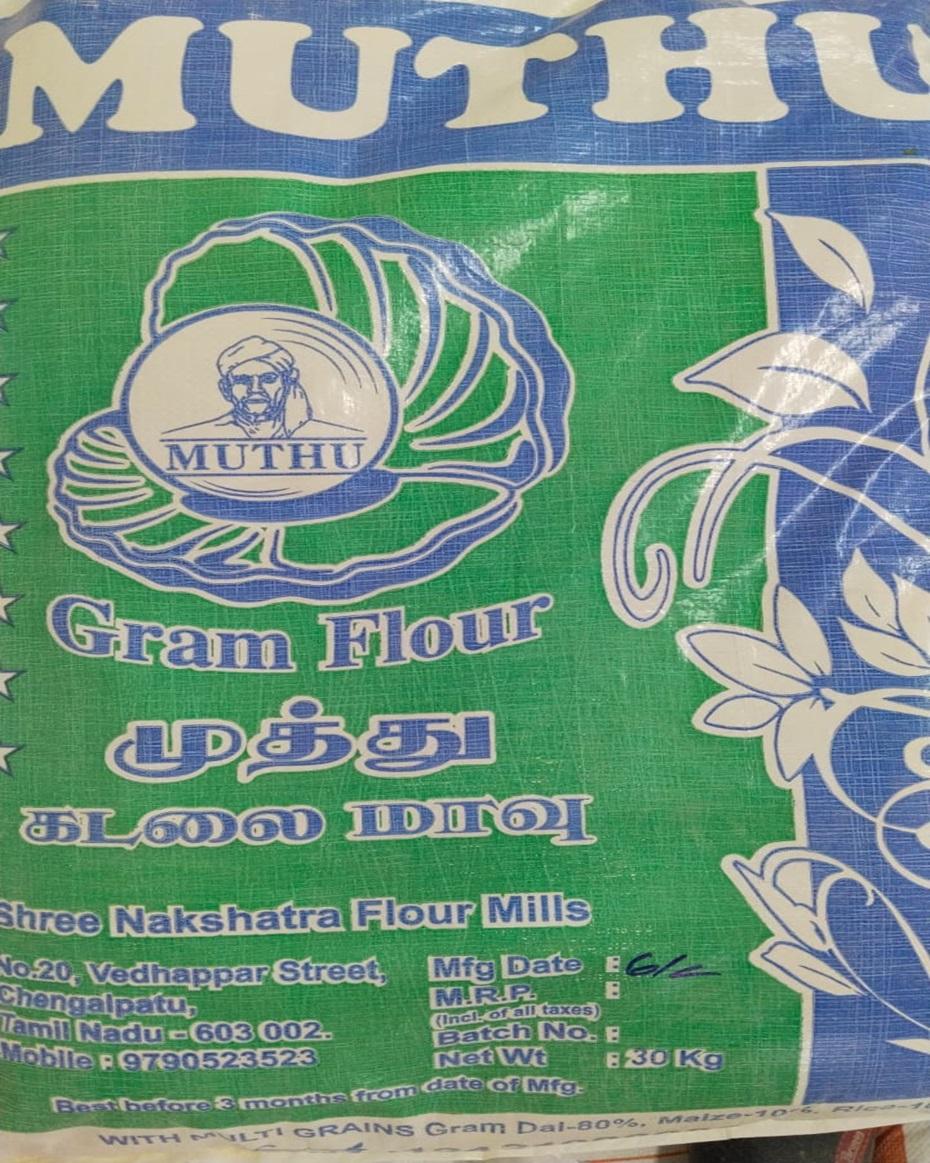 MUTHU
MUTHU
Gram Flour
முத்து
கடலை மாவு
Shree Nakshatra Flour Mills
No.20, Vedhappar Street,
Chengalpatu,
Tamil Nadu - 603 002.
Mobile : 9790523523
Mfg Date :
M.R.P. :
(Incl. of all taxes)
Batch No. :
Net Wt : 30 Kg
Best before 3 months from date of Mfg.
WITH MULTI GRAINS Gram Dal-80%, Maize-10%, Rice-